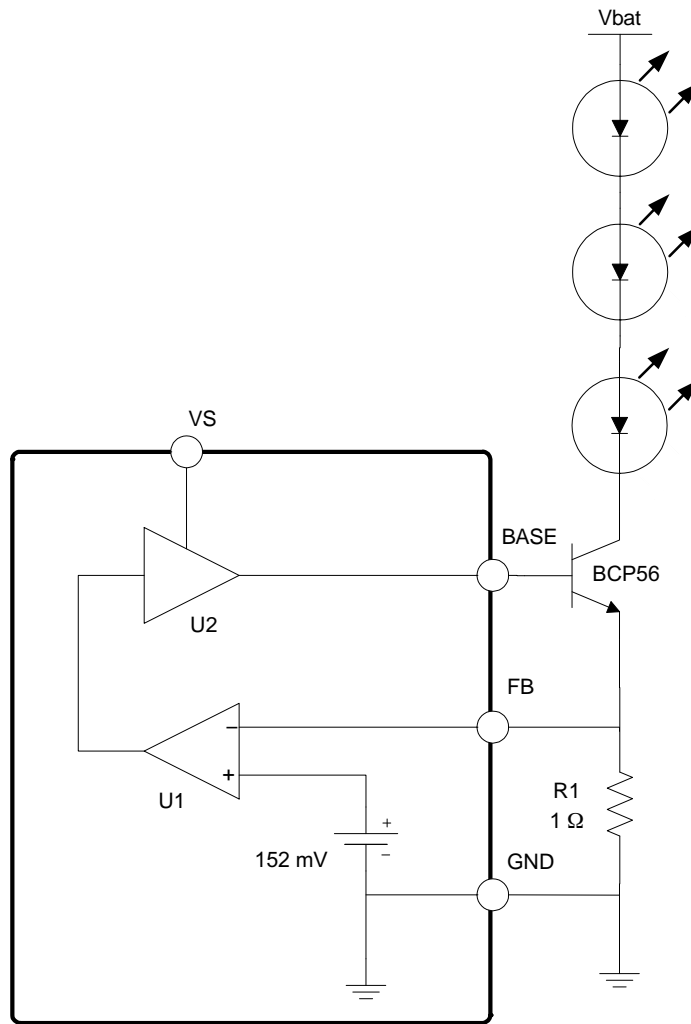 Vbat
VS
BASE
BCP56
U2
FB
U1
R1
1 Ω
152 mV
GND